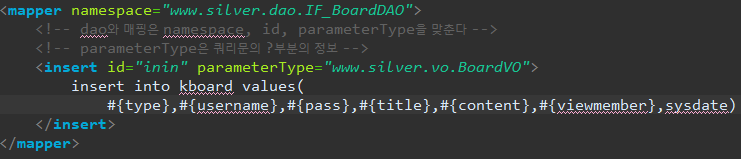 <mapper namespace="www.silver.dao.IF_BoardDAO">
<!-- dao와 매핑은 namespace, id, parameterType을 맞춘다 -->
<!-- parameterType은 쿼리문의 ?부분의 정보 -->
<insert id="inin" parameterType="www.silver.vo.BoardVO">
insert into kboard values(
#{type},#{username},#{pass},#{title},#{content},#{viewmember},sysdate)
</insert>
</mapper>